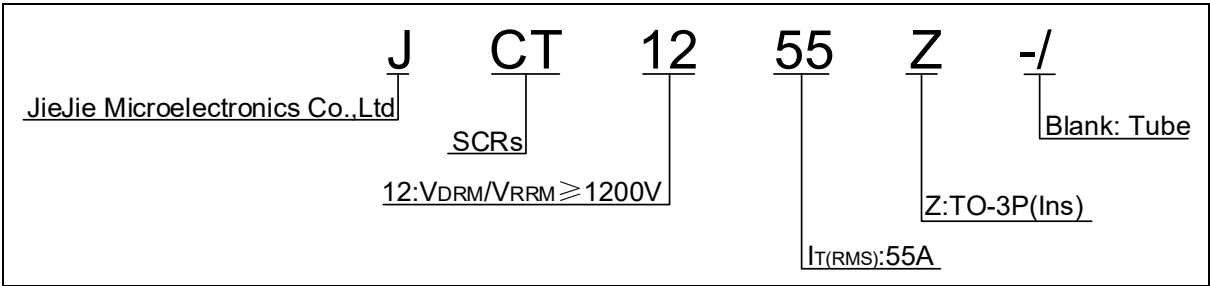 J CT 12 55 Z -/
JieJie Microelectronics Co.,Ltd
Blank: Tube
SCRs
12:VDRM/VRRM≥1200V
Z:TO-3P(Ins)
IT(RMS):55A